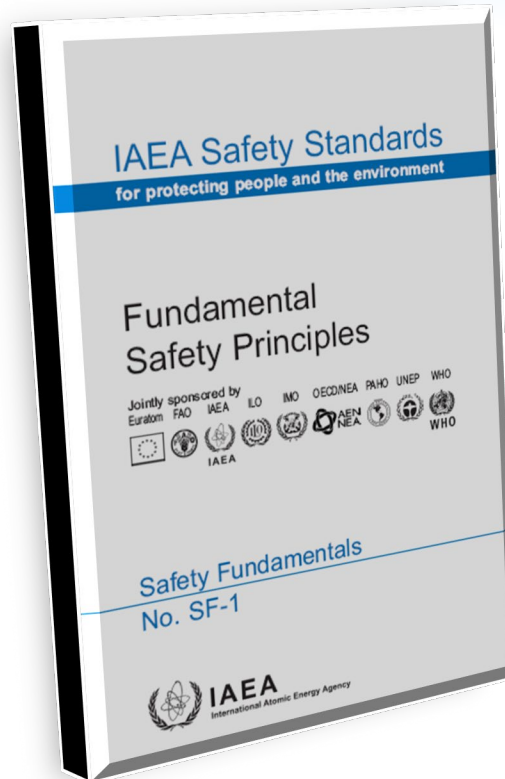 IAEA Safety Standards
for protecting people and the environment
Fundamental
Safety Principles
Jointly sponsored by
Euratom FAO IAEA ILO IMO OECD/NEA PAHO UNEP WHO
IAEA
AEN
NEA
WHO
Safety Fundamentals
No. SF-1
IAEA
International Atomic Energy Agency